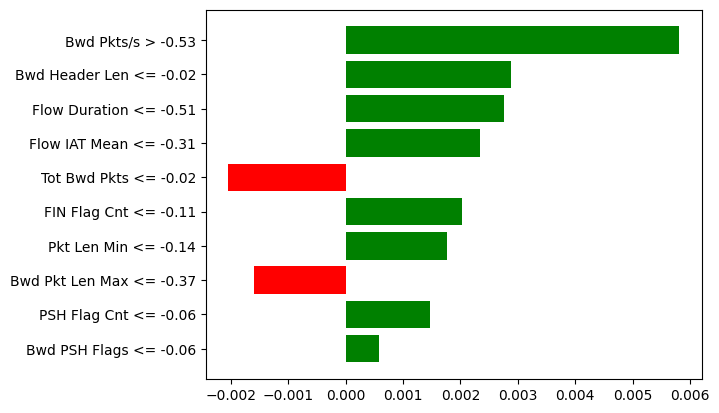 Bwd Pkts/s > -0.53
Bwd Header Len <= -0.02
Flow Duration <= -0.51
Flow IAT Mean <= -0.31
Tot Bwd Pkts <= -0.02
FIN Flag Cnt <= -0.11
Pkt Len Min <= -0.14
Bwd Pkt Len Max <= -0.37
PSH Flag Cnt <= -0.06
Bwd PSH Flags <= -0.06
−0.002 −0.001 0.000 0.001 0.002 0.003 0.004 0.005 0.006